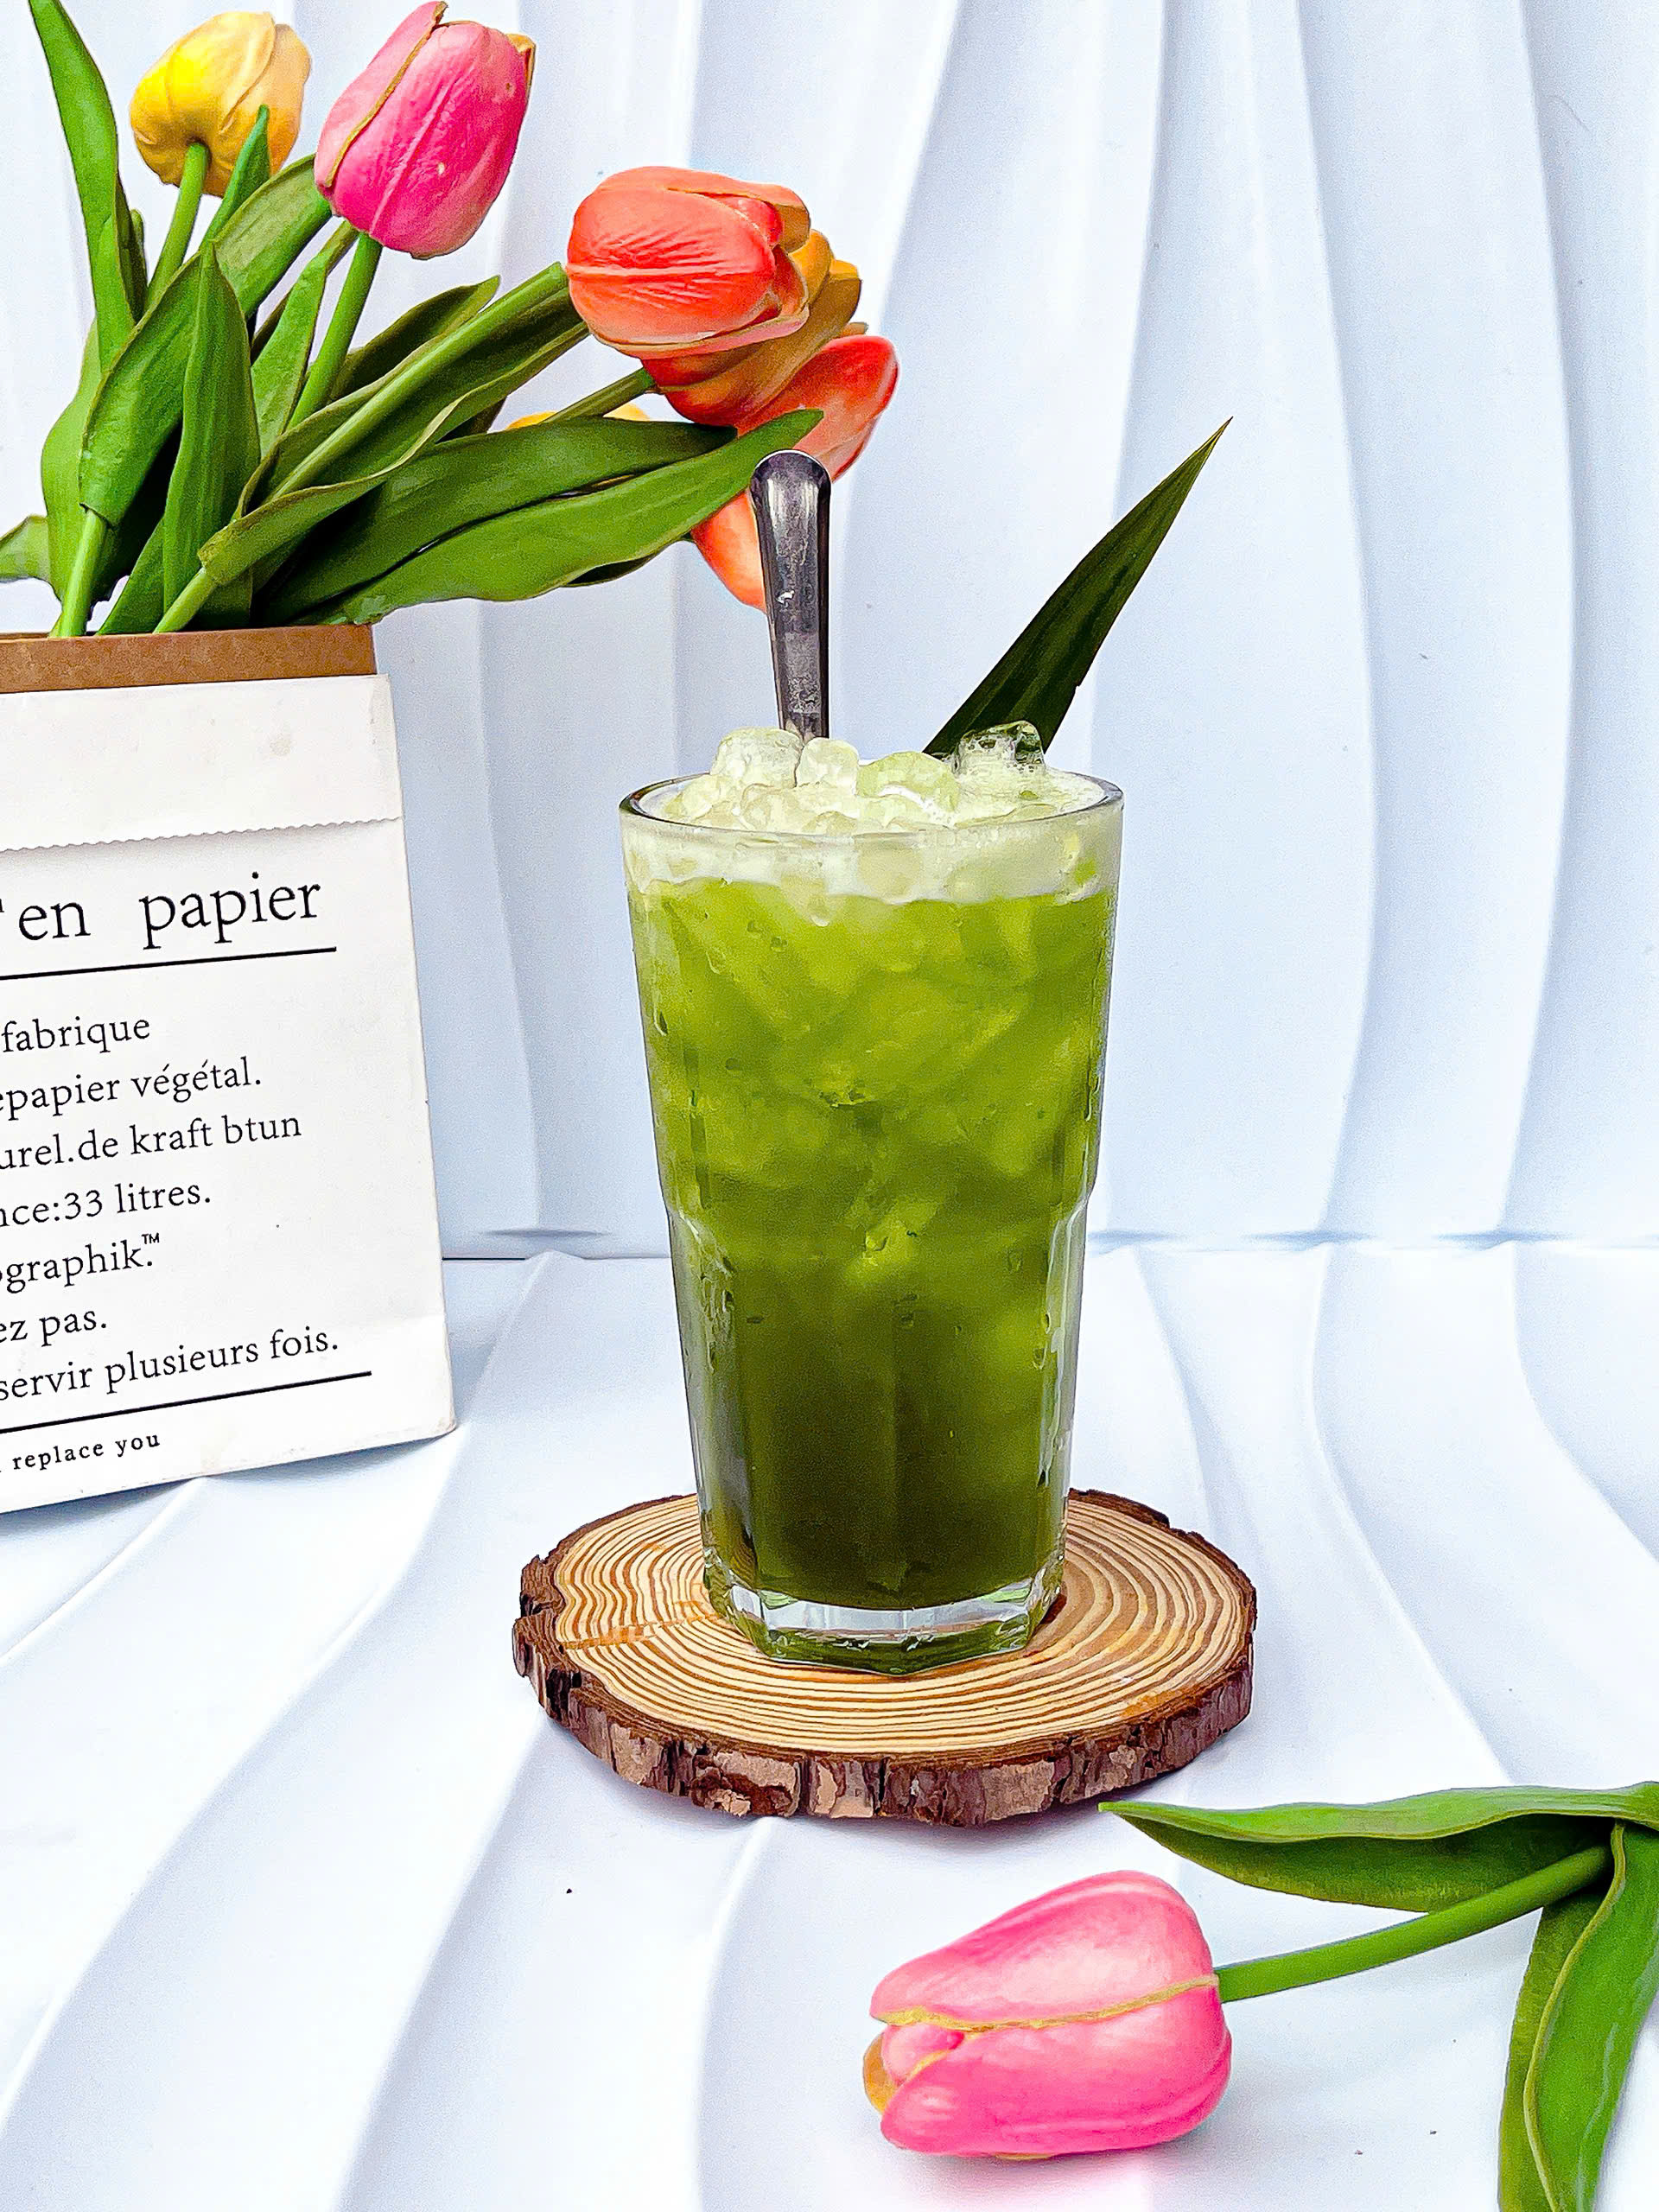 en papier
fabrique
papier végétal.
urel.de kraft btun
nce:33 litres.
graphik.™
ez pas.
servir plusieurs fois.
replace you